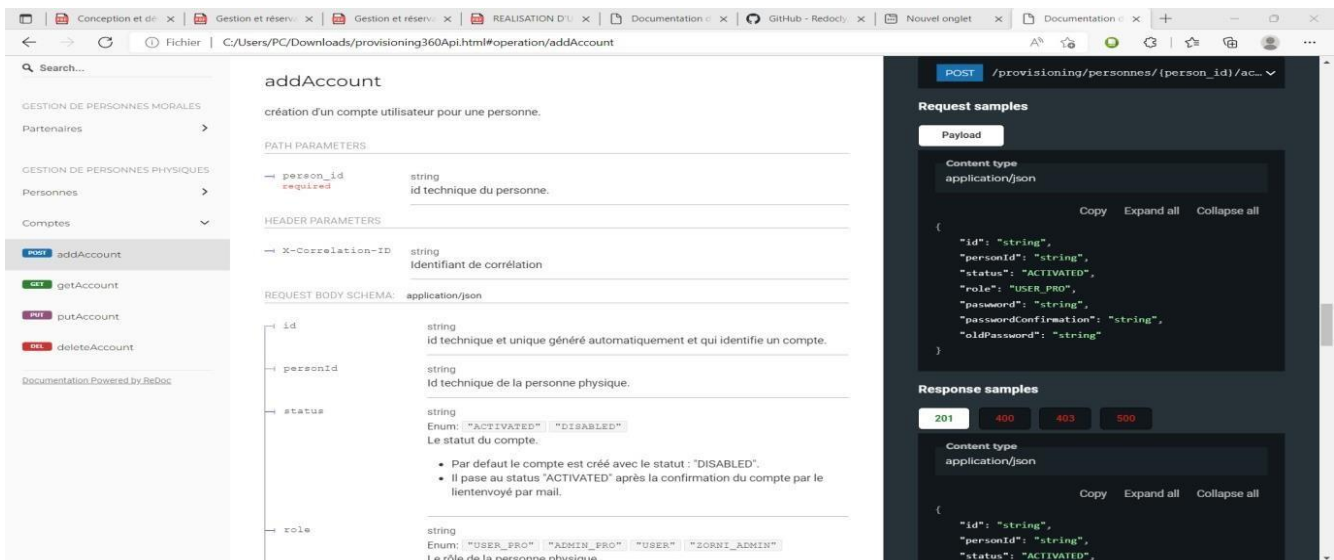 Conception et de
Gestion et réserv
Gestion et réserv
REALISATION D'U
Documentation d
GitHub - Redocly
Nouvel onglet
Documentation d
Fichier C:/Users/PC/Downloads/provisioning360Api.html#operation/addAccount
Search...
GESTION DE PERSONNES MORALES
Partenaires
GESTION DE PERSONNES PHYSIQUES
Personnes
Comptes
POST addAccount
GET getAccount
PUT putAccount
DEL deleteAccount
Documentation Powered by ReDoc
addAccount
création d'un compte utilisateur pour une personne.
PATH PARAMETERS
person_id string
required id technique du personne.
HEADER PARAMETERS
X-Correlation-ID string
Identifiant de corrélation
REQUEST BODY SCHEMA: application/json
id string
id technique et unique généré automatiquement et qui identifie un compte.
personId string
Id technique de la personne physique.
status string
Enum: "ACTIVATED" "DISABLED"
Le statut du compte.
• Par defaut le compte est créé avec le statut : "DISABLED".
• Il pase au status "ACTIVATED" après la confirmation du compte par le
lientenvoyé par mail.
role string
Enum: "USER_PRO" "ADMIN_PRO" "USER" "ZORNI_ADMIN"
Le rôle de la personne physique
POST /provisioning/personnes/{person_id}/ac…
Request samples
Payload
Content type
application/json
Copy Expand all Collapse all
{
"id": "string",
"personId": "string",
"status": "ACTIVATED",
"role": "USER_PRO",
"paswword": "string",
"passwordConfirmation": "string",
"oldPassword": "string"
}
Response samples
201 400 403 500
Content type
application/json
Copy Expand all Collapse all
{
"id": "string",
"personId": "string",
"status": "ACTIVATED",